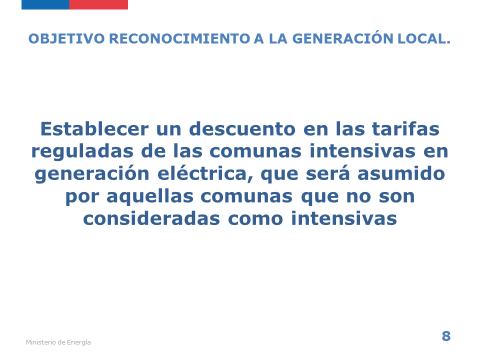 OBJETIVO RECONOCIMIENTO A LA GENERACIÓN LOCAL.
Establecer un descuento en las tarifas
reguladas de las comunas intensivas en
generación eléctrica, que será asumido
por aquellas comunas que no son
consideradas como intensivas
Ministerio de Energía
8